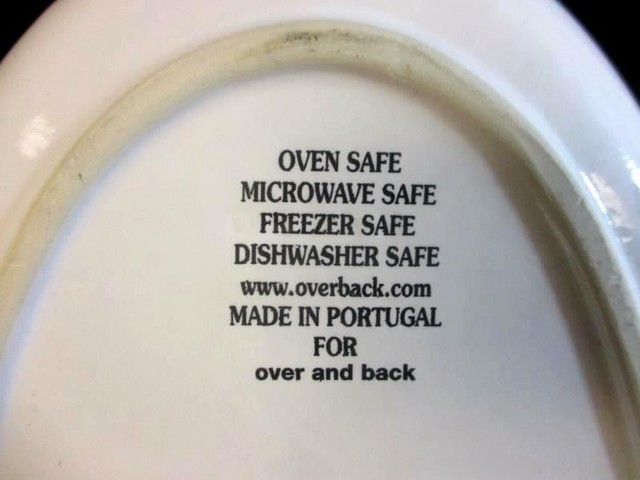 OVEN SAFE
MICROWAVE SAFE
FREEZER SAFE
DISHWASHER SAFE
www.overback.com
MADE IN PORTUGAL
FOR
over and back